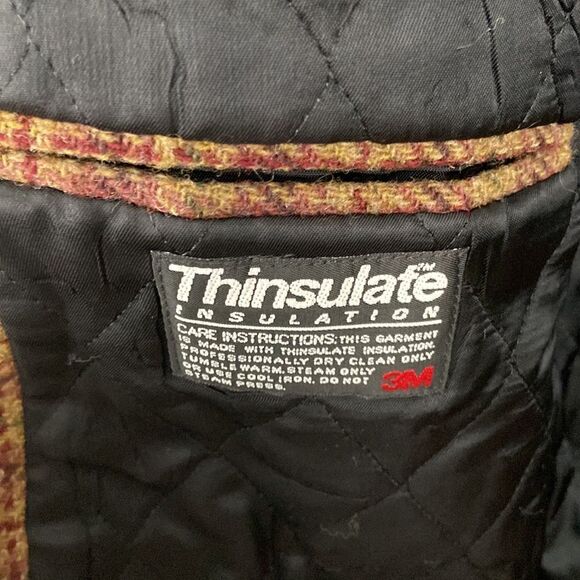 Thinsulate™
INSULATION
CARE INSTRUCTIONS: THIS GARMENT
IS MADE WITH THINSULATE INSULATION.
PROFESSIONALLY DRY CLEAN ONLY
TUMBLE WARM. STEAM ONLY
OR USE COOL IRON. DO NOT
STEAM PRESS.
3M